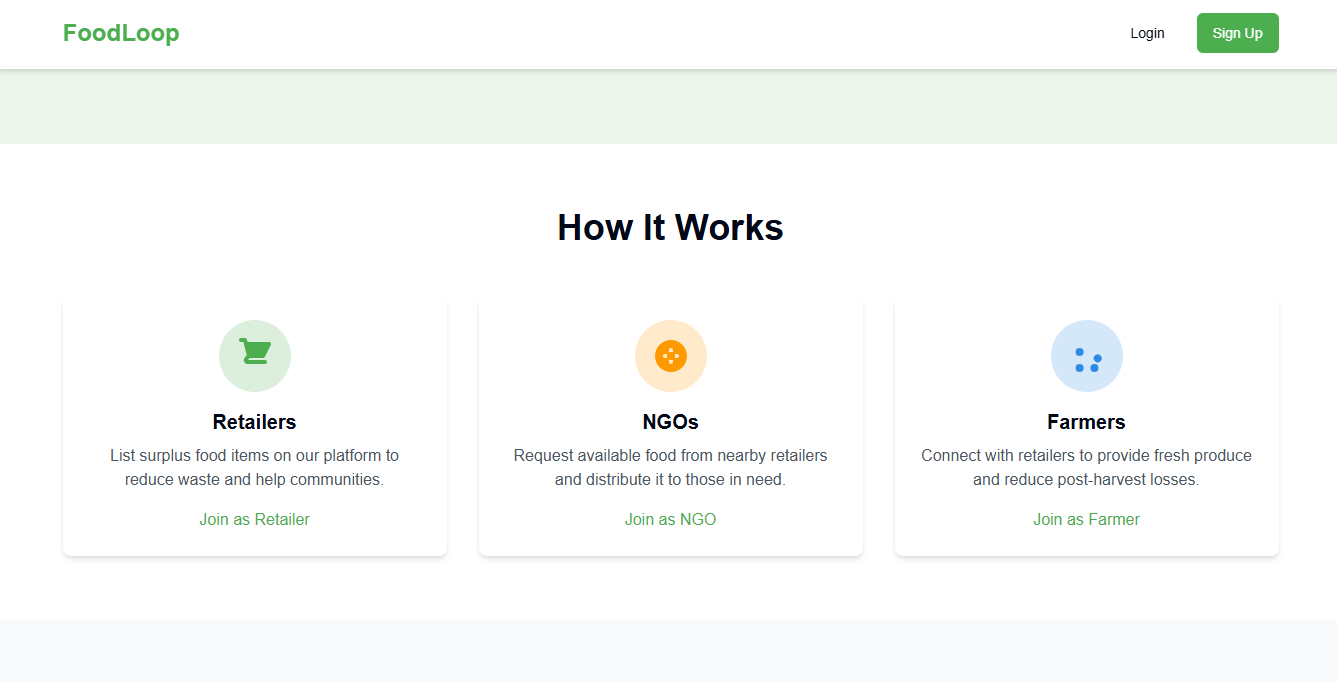 FoodLoop
Login
Sign Up
How It Works
Retailers
List surplus food items on our platform to
reduce waste and help communities.
Join as Retailer
NGOs
Request available food from nearby retailers
and distribute it to those in need.
Join as NGO
Farmers
Connect with retailers to provide fresh produce
and reduce post-harvest losses.
Join as Farmer